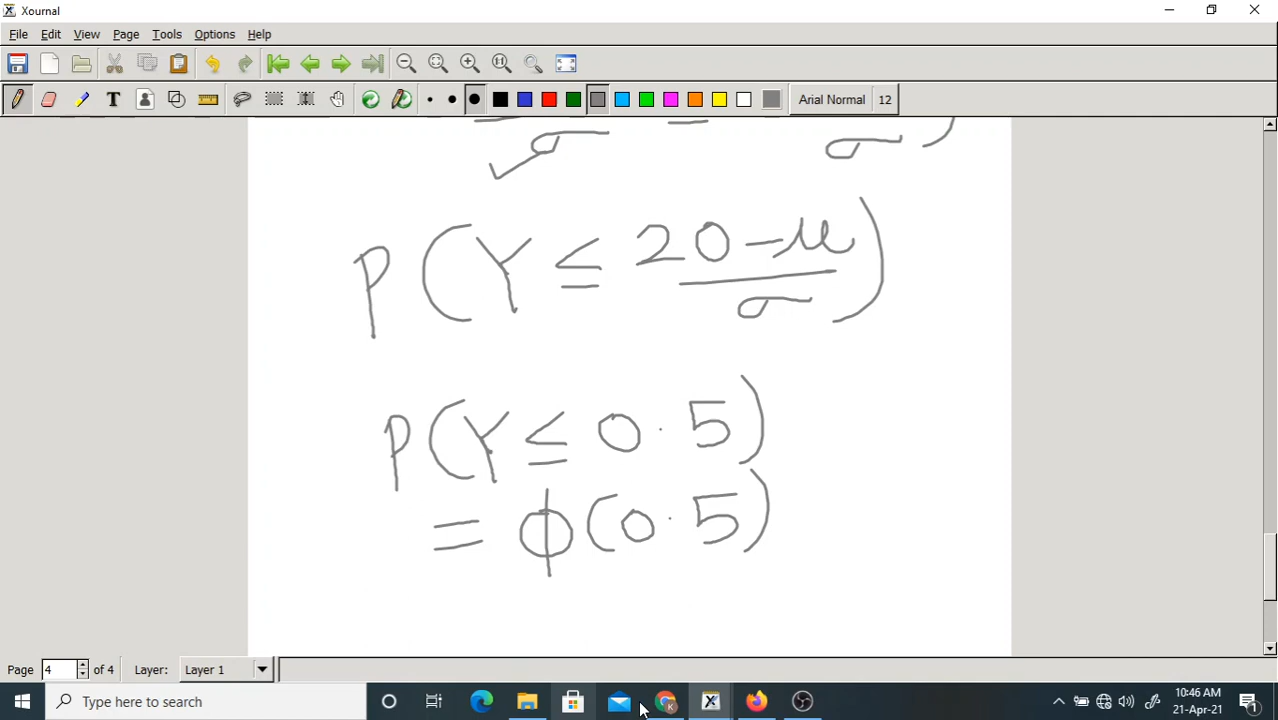 Xournal
File Edit View Page Tools Options Help
T Arial Normal 12
σ σ )
P ( Y ≤ 20 - μ / σ )
P ( Y ≤ 0.5 )
= ϕ ( 0.5 )
Page 4 of 4 Layer: Layer 1
Type here to search
10:46 AM
21-Apr-21
1